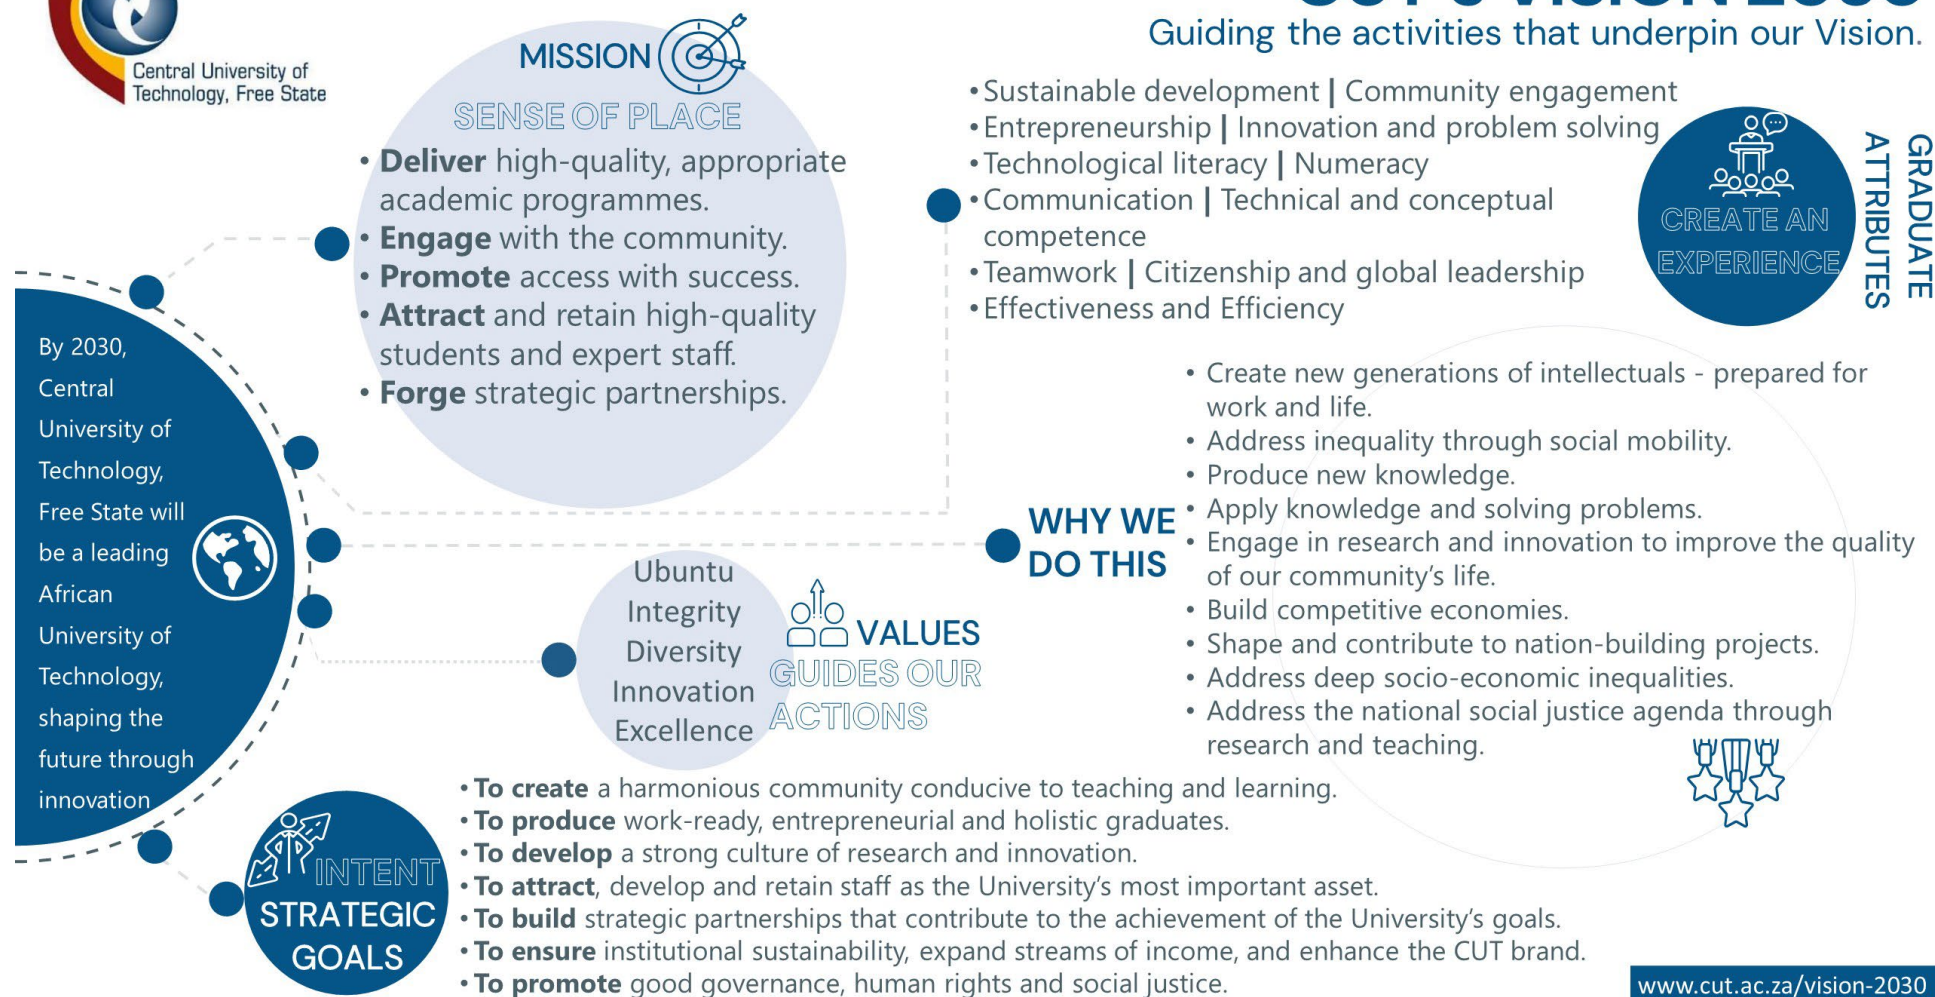 Central University of
Technology, Free State
VISION 2030
Guiding the activities that underpin our Vision.
MISSION
SENSE OF PLACE
• Deliver high-quality, appropriate
academic programmes.
• Engage with the community.
• Promote access with success.
• Attract and retain high-quality
students and expert staff.
• Forge strategic partnerships.
• Sustainable development | Community engagement
• Entrepreneurship | Innovation and problem solving
• Technological literacy | Numeracy
• Communication | Technical and conceptual
competence
• Teamwork | Citizenship and global leadership
• Effectiveness and Efficiency
CREATE AN
EXPERIENCE
GRADUATE
ATTRIBUTES
By 2030,
Central
University of
Technology,
Free State will
be a leading
African
University of
Technology,
shaping the
future through
innovation
WHY WE
DO THIS
• Create new generations of intellectuals - prepared for
work and life.
• Address inequality through social mobility.
• Produce new knowledge.
• Apply knowledge and solving problems.
• Engage in research and innovation to improve the quality
of our community's life.
• Build competitive economies.
• Shape and contribute to nation-building projects.
• Address deep socio-economic inequalities.
• Address the national social justice agenda through
research and teaching.
Ubuntu
Integrity
Diversity
Innovation
Excellence
VALUES
GUIDES OUR
ACTIONS
INTENT
STRATEGIC
GOALS
• To create a harmonious community conducive to teaching and learning.
• To produce work-ready, entrepreneurial and holistic graduates.
• To develop a strong culture of research and innovation.
• To attract, develop and retain staff as the University's most important asset.
• To build strategic partnerships that contribute to the achievement of the University's goals.
• To ensure institutional sustainability, expand streams of income, and enhance the CUT brand.
• To promote good governance, human rights and social justice.
www.cut.ac.za/vision-2030